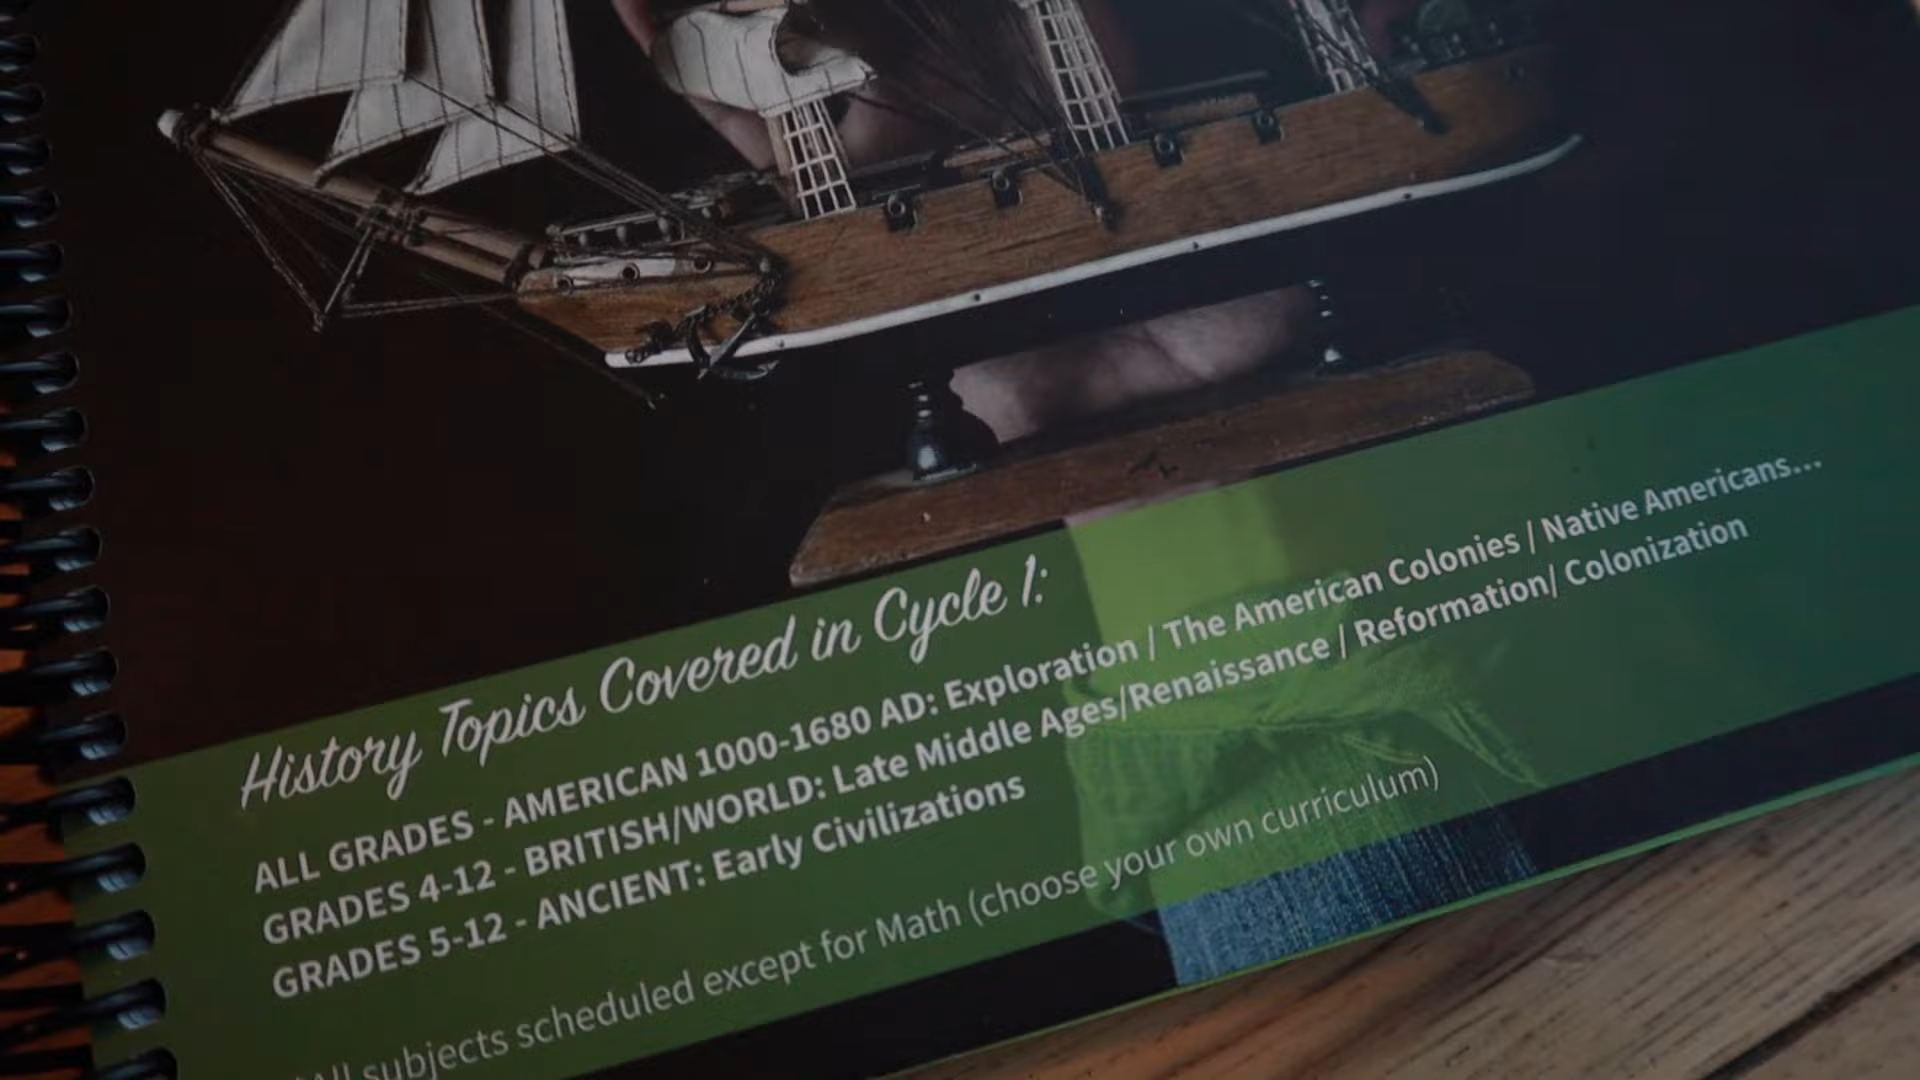 History Topics Covered in Cycle 1:
ALL GRADES - AMERICAN 1000-1680 AD: Exploration / The American Colonies / Native Americans...
GRADES 4-12 - BRITISH/WORLD: Late Middle Ages/Renaissance / Reformation/ Colonization
GRADES 5-12 - ANCIENT: Early Civilizations
All subjects scheduled except for Math (choose your own curriculum)